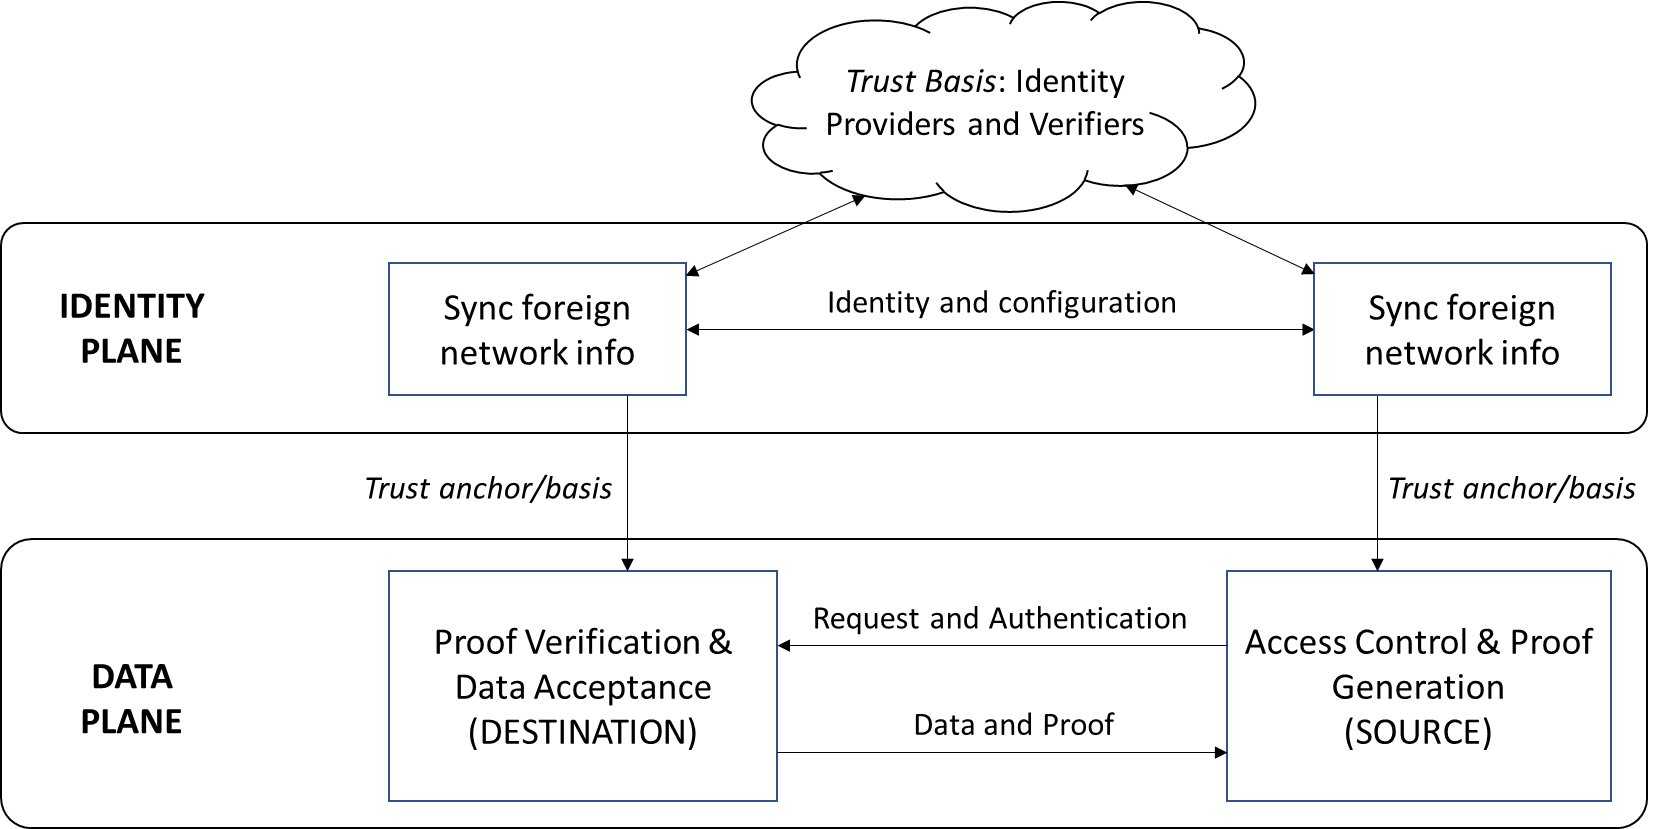 Trust Basis: Identity
Providers and Verifiers
IDENTITY
PLANE
Sync foreign
network info
Identity and configuration
Sync foreign
network info
Trust anchor/basis
Trust anchor/basis
DATA
PLANE
Proof Verification &
Data Acceptance
(DESTINATION)
Request and Authentication
Data and Proof
Access Control & Proof
Generation
(SOURCE)